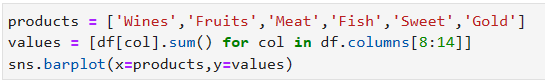 products = ['Wines','Fruits','Meat','Fish','Sweet','Gold']
values = [df[col].sum() for col in df.columns[8:14]]
sns.barplot(x=products,y=values)